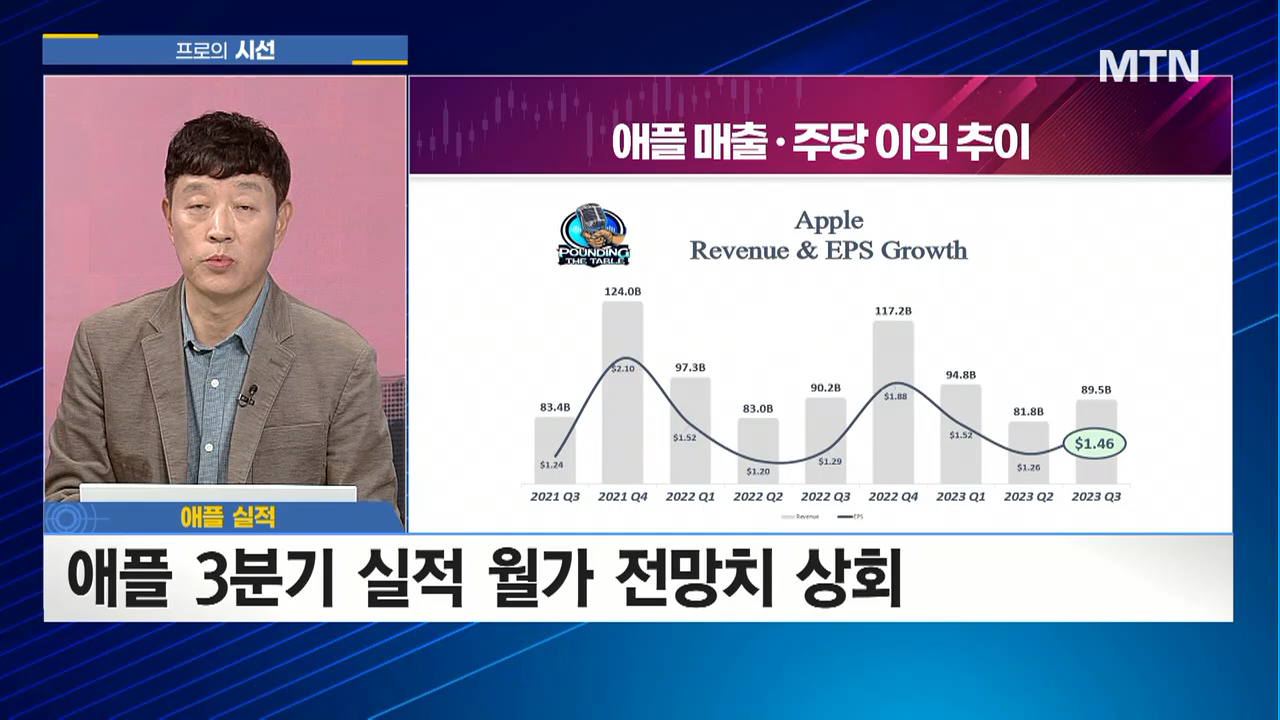 프로의 시선
MTN
애플 매출·주당 이익 추이
POUNDING
THE TABLE
Apple
Revenue & EPS Growth
124.0B
117.2B
97.3B
94.8B
90.2B
89.5B
83.4B
83.0B
81.8B
$2.10
$1.88
$1.52
$1.52
$1.46
$1.24
$1.20
$1.29
$1.26
2021 Q3 2021 Q4 2022 Q1 2022 Q2 2022 Q3 2022 Q4 2023 Q1 2023 Q2 2023 Q3
Revenue EPS
애플 실적
애플 3분기 실적 월가 전망치 상회